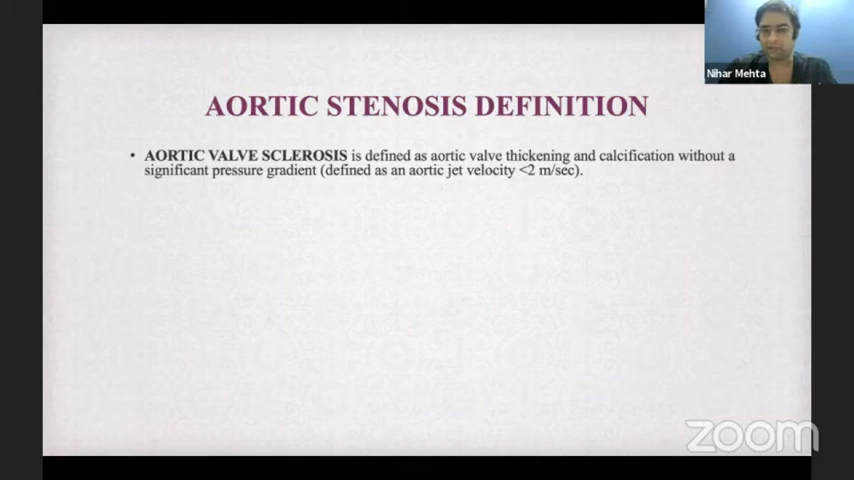 Nihar Mehta
AORTIC STENOSIS DEFINITION
• AORTIC VALVE SCLEROSIS is defined as aortic valve thickening and calcification without a
significant pressure gradient (defined as an aortic jet velocity <2 m/sec).
zoom